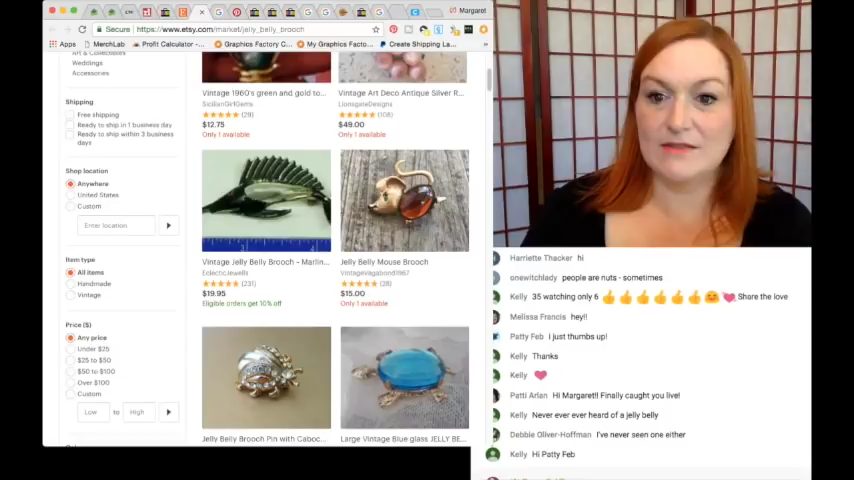 Margaret
Secure https://www.etsy.com/market/jelly_belly_brooch
Apps MerchLab Profit Calculator -... Graphics Factory C... My Graphics Factor... Create Shipping La... »
Art & Collectibles
Weddings
Accessories
Shipping
Free shipping
Ready to ship in 1 business day
Ready to ship within 3 business
days
Shop location
Anywhere
United States
Custom
Enter location
Item type
All items
Handmade
Vintage
Price ($)
Any price
Under $25
$25 to $50
$50 to $100
Over $100
Custom
Low to High
Vintage 1960's green and gold to...
SicilianGirlGems
(29)
$12.75
Only 1 available
Vintage Art Deco Antique Silver R...
LionsgateDesigns
(108)
$49.00
Only 1 available
Vintage Jelly Belly Brooch - Marlin...
EclecticJewells
(231)
$19.95
Eligible orders get 10% off
Jelly Belly Mouse Brooch
VintageVagabond1967
(28)
$15.00
Only 1 available
Jelly Belly Brooch Pin with Caboc...
Large Vintage Blue glass JELLY BE...
Harriette Thacker hi
onewitchlady people are nuts - sometimes
Kelly 35 watching only 6 👍👍👍👍👍👍🤗💘 Share the love
Melissa Francis hey!!
Patty Feb i just thumbs up!
Kelly Thanks
Kelly ❤
Patti Arlan Hi Margaret!! Finally caught you live!
Kelly Never ever ever heard of a jelly belly
Debbie Oliver-Hoffman I've never seen one either
Kelly Hi Patty Feb